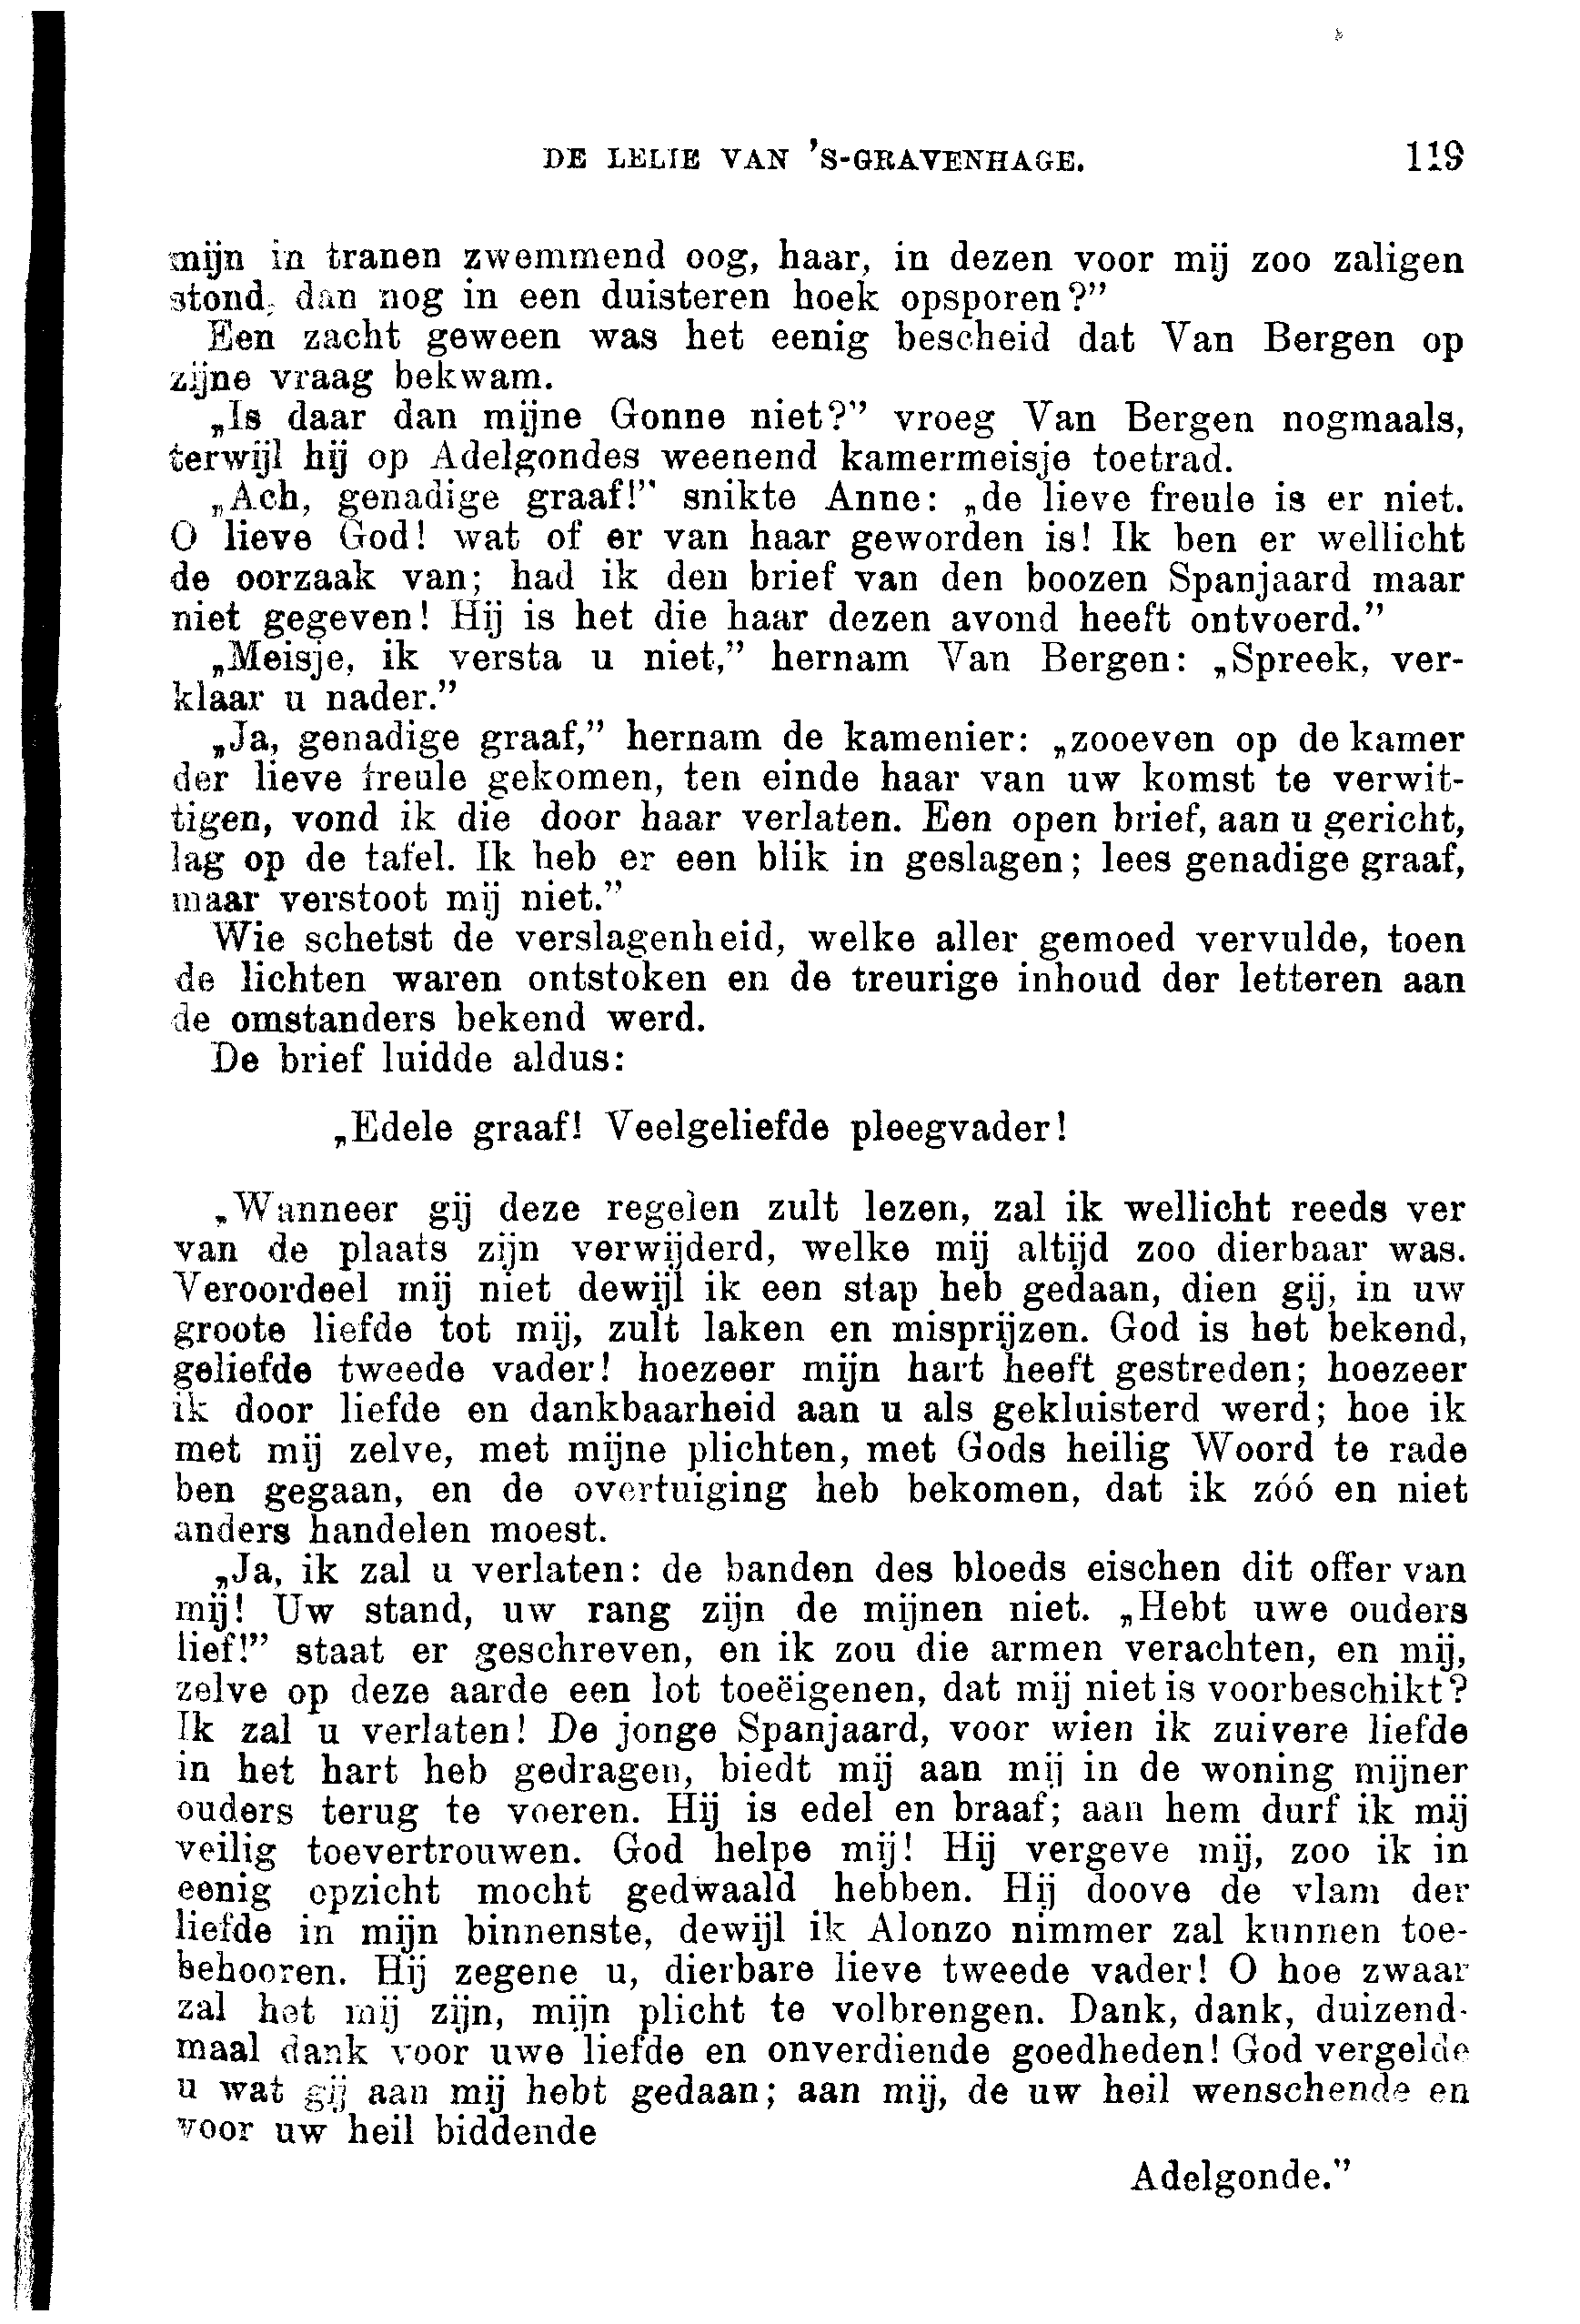 DE LELIE VAN 'S-GRAVENHAGE. 119
mijn in tranen zwemmend oog, haar, in dezen voor mij zoo zaligen
stond, dan nog in een duisteren hoek opsporen?”
Een zacht geween was het eenig bescheid dat Van Bergen op
zijne vraag bekwam.
„Is daar dan mijne Gonne niet?” vroeg Van Bergen nogmaals,
terwijl hij op Adelgondes weenend kamermeisje toetrad.
„Ach, genadige graaf!” snikte Anne: „de lieve freule is er niet.
O lieve God! wat of er van haar geworden is! Ik ben er wellicht
de oorzaak van; had ik den brief van den boozen Spanjaard maar
niet gegeven! Hij is het die haar dezen avond heeft ontvoerd.”
„Meisje, ik versta u niet,” hernam Van Bergen: „Spreek, ver-
klaar u nader.”
„Ja, genadige graaf,” hernam de kamenier: „zooeven op de kamer
der lieve freule gekomen, ten einde haar van uw komst te verwit-
tigen, vond ik die door haar verlaten. Een open brief, aan u gericht,
lag op de tafel. Ik heb er een blik in geslagen; lees genadige graaf,
maar verstoot mij niet.”
Wie schetst de verslagenheid, welke aller gemoed vervulde, toen
de lichten waren ontstoken en de treurige inhoud der letteren aan
de omstanders bekend werd.
De brief luidde aldus:
„Edele graaf! Veelgeliefde pleegvader!
„Wanneer gij deze regelen zult lezen, zal ik wellicht reeds ver
van de plaats zijn verwijderd, welke mij altijd zoo dierbaar was.
Veroordeel mij niet dewijl ik een stap heb gedaan, dien gij, in uw
groote liefde tot mij, zult laken en misprijzen. God is het bekend,
geliefde tweede vader! hoezeer mijn hart heeft gestreden; hoezeer
ik door liefde en dankbaarheid aan u als gekluisterd werd; hoe ik
met mij zelve, met mijne plichten, met Gods heilig Woord te rade
ben gegaan, en de overtuiging heb bekomen, dat ik zóó en niet
anders handelen moest.
„Ja, ik zal u verlaten: de banden des bloeds eischen dit offer van
mij! Uw stand, uw rang zijn de mijnen niet. „Hebt uwe ouders
lief!” staat er geschreven, en ik zou die armen verachten, en mij,
zelve op deze aarde een lot toeëigenen, dat mij niet is voorbeschikt?
Ik zal u verlaten! De jonge Spanjaard, voor wien ik zuivere liefde
in het hart heb gedragen, biedt mij aan mij in de woning mijner
ouders terug te voeren. Hij is edel en braaf; aan hem durf ik mij
veilig toevertrouwen. God helpe mij! Hij vergeve mij, zoo ik in
eenig opzicht mocht gedwaald hebben. Hij doove de vlam der
liefde in mijn binnenste, dewijl ik Alonzo nimmer zal kunnen toe-
behooren. Hij zegene u, dierbare lieve tweede vader! O hoe zwaar
zal het mij zijn, mijn plicht te volbrengen. Dank, dank, duizend-
maal dank voor uwe liefde en onverdiende goedheden! God vergelde
u wat gij aan mij hebt gedaan; aan mij, de uw heil wenschende en
voor uw heil biddende
Adelgonde.”